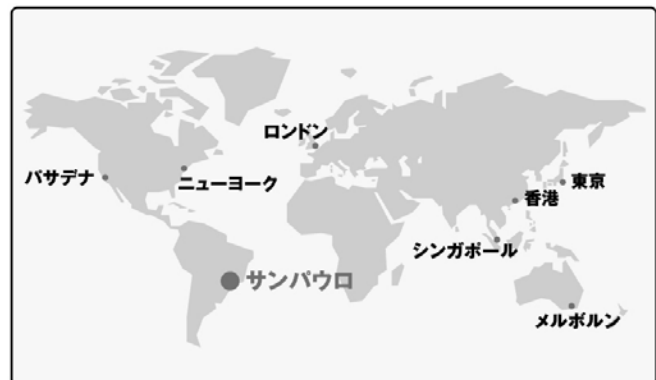 ロンドン
パサデナ
ニューヨーク
東京
香港
シンガポール
サンパウロ
メルボルン